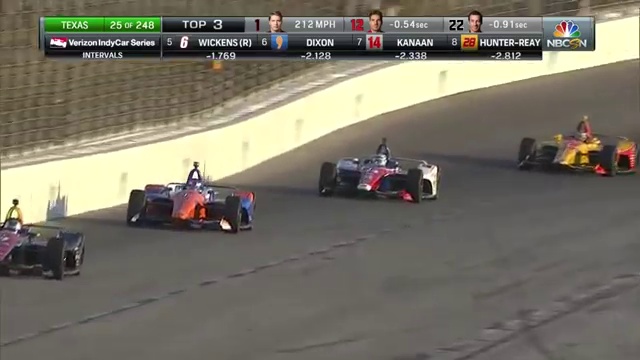 TEXAS 25 OF 248 TOP 3 1 212 MPH 12 -0.54sec 22 -0.91sec
Verizon IndyCar Series 5 6 WICKENS (R) 6 9 DIXON 7 14 KANAAN 8 28 HUNTER-REAY NBCSN
INTERVALS -1.769 -2.128 -2.338 -2.812